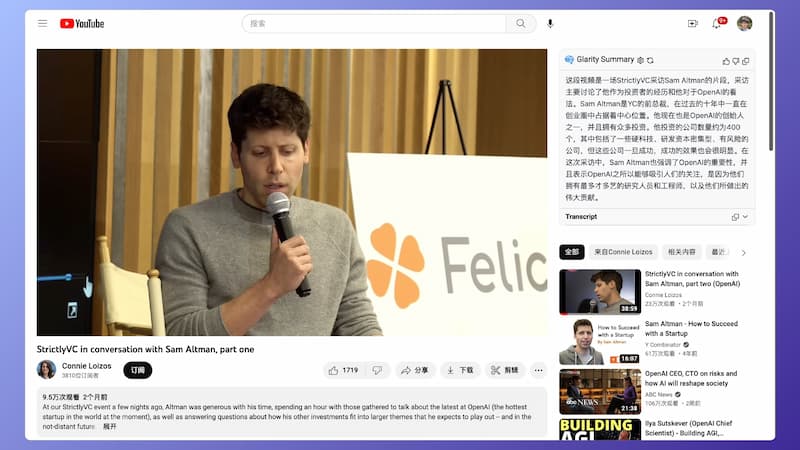 YouTube
搜索
9+
Felic
StrictlyVC in conversation with Sam Altman, part one
Connie Loizos
3810位订阅者
订阅
1719
分享
下载
剪辑
9.5万次观看 2个月前
At our StrictlyVC event a few nights ago, Altman was generous with his time, spending an hour with those gathered to talk about the latest at OpenAI (the hottest
startup in the world at the moment), as well as answering questions about how his other investments fit into larger themes that he expects to play out – and in the
not-distant future. 展开
Glarity Summary
这段视频是一场StrictlyVC采访Sam Altman的片段，采访
主要讨论了他作为投资者的经历和他对于OpenAI的看
法。Sam Altman是YC的前总裁，在过去的十年中一直在
创业圈中占据着中心位置。他现在也是OpenAI的创始人
之一，并且拥有众多投资。他投资的公司数量约为400
个，其中包括了一些硬科技、研发资本密集型、有风险的
公司，但这些公司一旦成功，成功的效果也会很明显。在
这次采访中，Sam Altman也强调了OpenAI的重要性，并
且表示OpenAI之所以能够吸引人们的关注，是因为他们
拥有最多才多艺的研究人员和工程师，以及他们所做出的
伟大贡献。
Transcript
全部
来自Connie Loizos
相关内容
最近
StrictlyVC in conversation with
Sam Altman, part two (OpenAI)
Connie Loizos
23万次观看 · 2个月前
38:59
How to Succeed
with a Startup
By Sam Altman
16:07
Sam Altman - How to Succeed
with a Startup
Y Combinator
61万次观看 · 4年前
abc NEWS
21:38
OpenAI CEO, CTO on risks and
how AI will reshape society
ABC News
106万次观看 · 2周前
BUILDING
AGI
Ilya Sutskever (OpenAI Chief
Scientist) - Building AGI,...